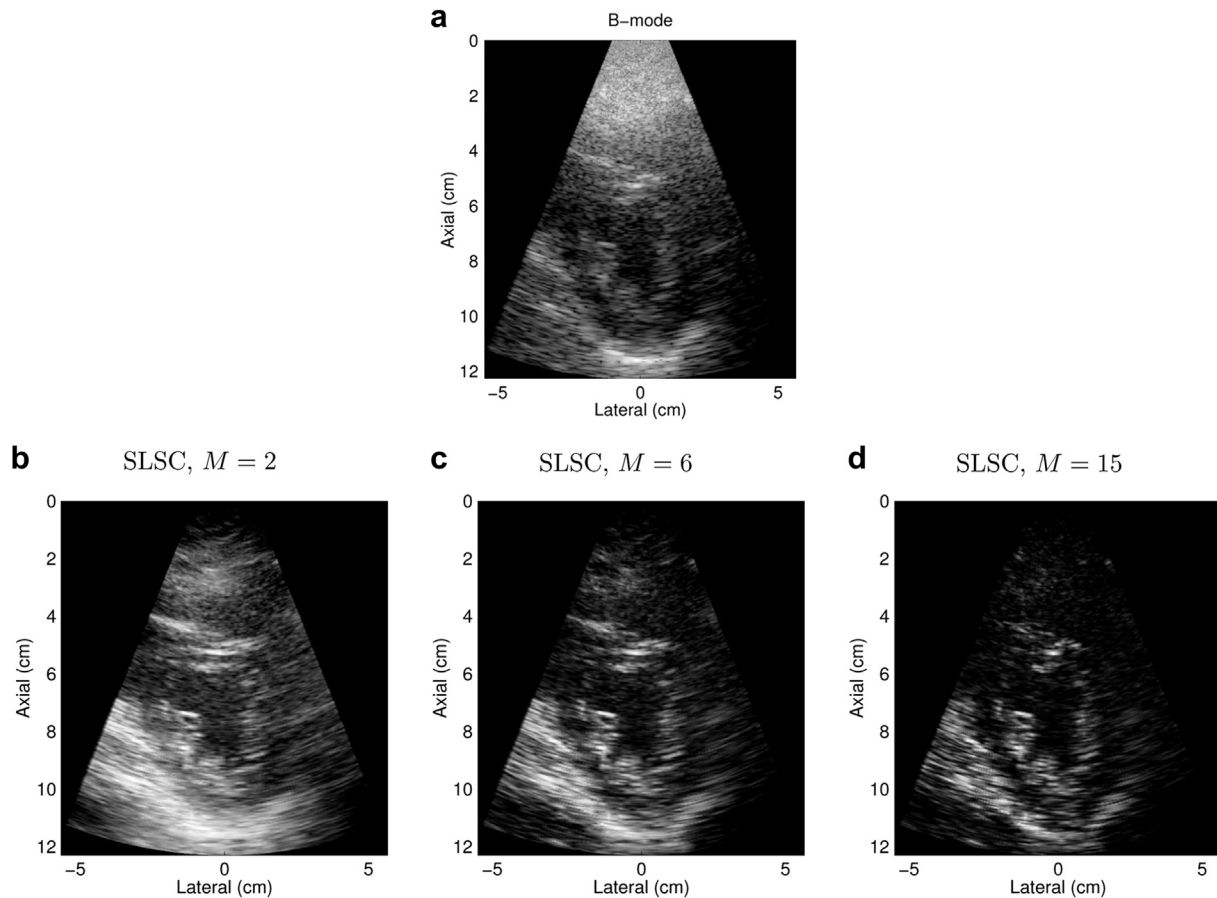 a
B−mode
0
2
4
6
8
10
12
Axial (cm)
−5 0 5
Lateral (cm)
b SLSC, M = 2
0
2
4
6
8
10
12
Axial (cm)
−5 0 5
Lateral (cm)
c SLSC, M = 6
0
2
4
6
8
10
12
Axial (cm)
−5 0 5
Lateral (cm)
d SLSC, M = 15
0
2
4
6
8
10
12
Axial (cm)
−5 0 5
Lateral (cm)